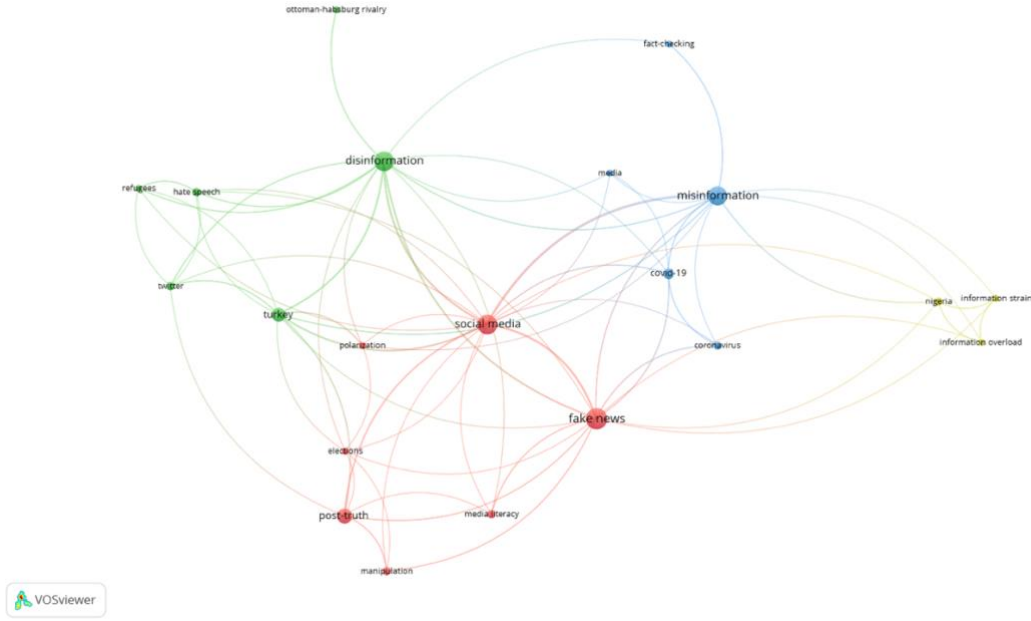 ottoman-habsburg rivalry
fact-checking
disinformation
media
refugees
hate speech
misinformation
covid-19
twitter
nigeria
information strain
turkey
social media
polarization
coronavirus
information overload
fake news
elections
post-truth
media literacy
manipulation
VOSviewer